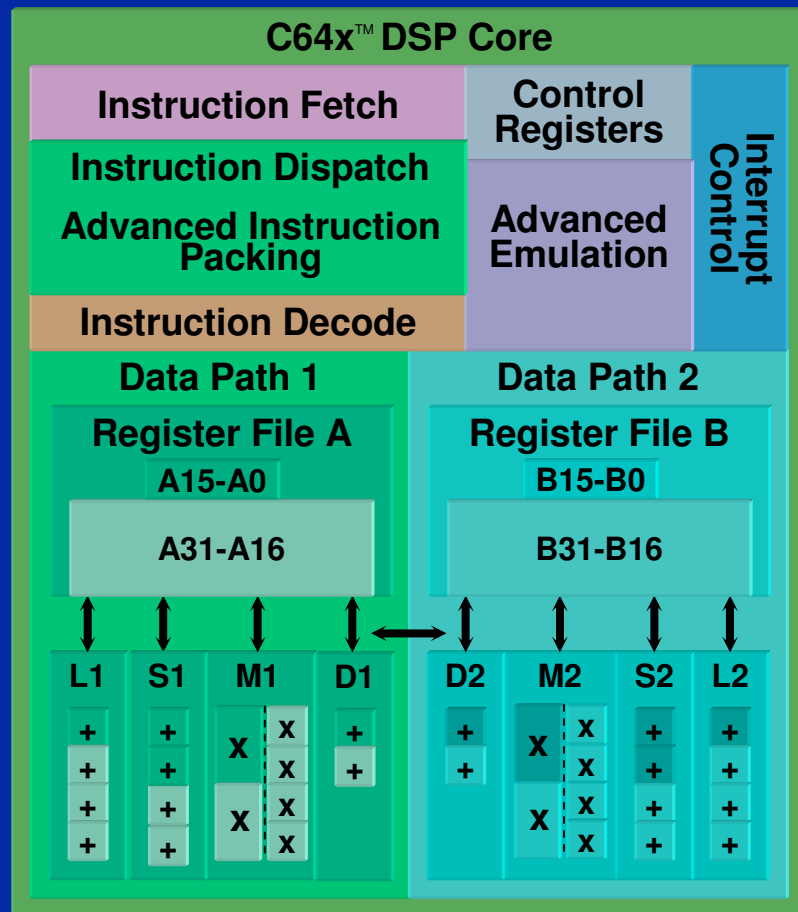 C64x™ DSP Core
Instruction Fetch
Control
Registers
Interrupt
Control
Instruction Dispatch
Advanced Instruction
Packing
Advanced
Emulation
Instruction Decode
Data Path 1
Data Path 2
Register File A
Register File B
A15-A0
B15-B0
A31-A16
B31-B16
L1 S1 M1 D1 D2 M2 S2 L2
+ + X X + + X X + +
+ + X + + X + +
+ + X X X X + +
+ + X X + +